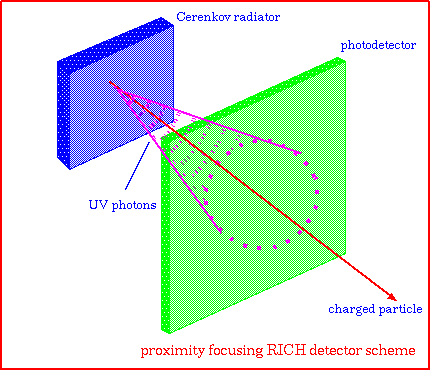 Cerenkov radiator
photodetector
UV photons
charged particle
proximity focusing RICH detector scheme